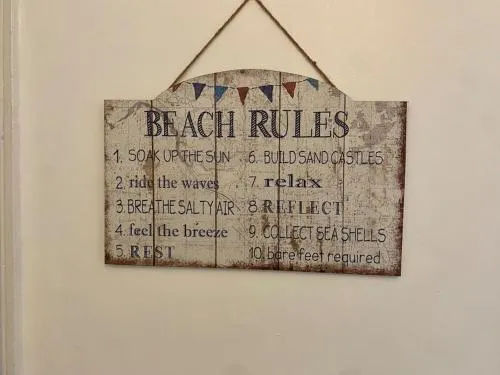 BEACH RULES
1. SOAK UP THE SUN
2. ride the waves
3. BREATHE SALTY AIR
4. feel the breeze
5. REST
6. BUILD SAND CASTLES
7. relax
8. REFLECT
9. COLLECT SEA SHELLS
10. bare feet required